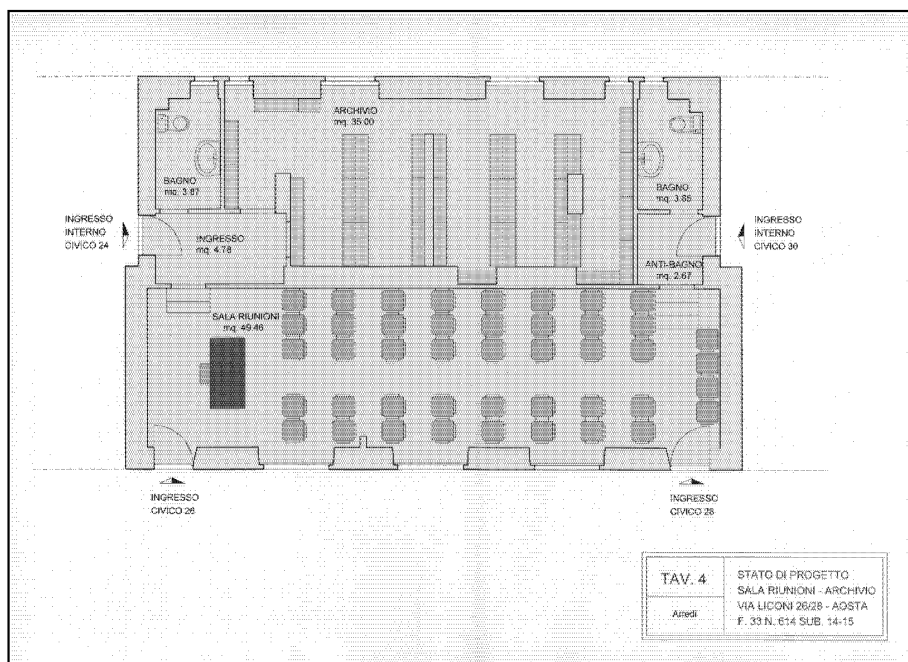 ARCHIVIO
mq. 35.00
BAGNO
mq. 3.87
BAGNO
mq. 3.65
INGRESSO
INTERNO
CIVICO 24
INGRESSO
mq. 4.78
INGRESSO
INTERNO
CIVICO 30
ANTI-BAGNO
mq. 2.67
SALA RIUNIONI
mq. 49.46
INGRESSO
CIVICO 26
INGRESSO
CIVICO 28
TAV. 4
Arredi
STATO DI PROGETTO
SALA RIUNIONI - ARCHIVIO
VIA LICONI 26/28 - AOSTA
F. 33 N. 614 SUB. 14-15